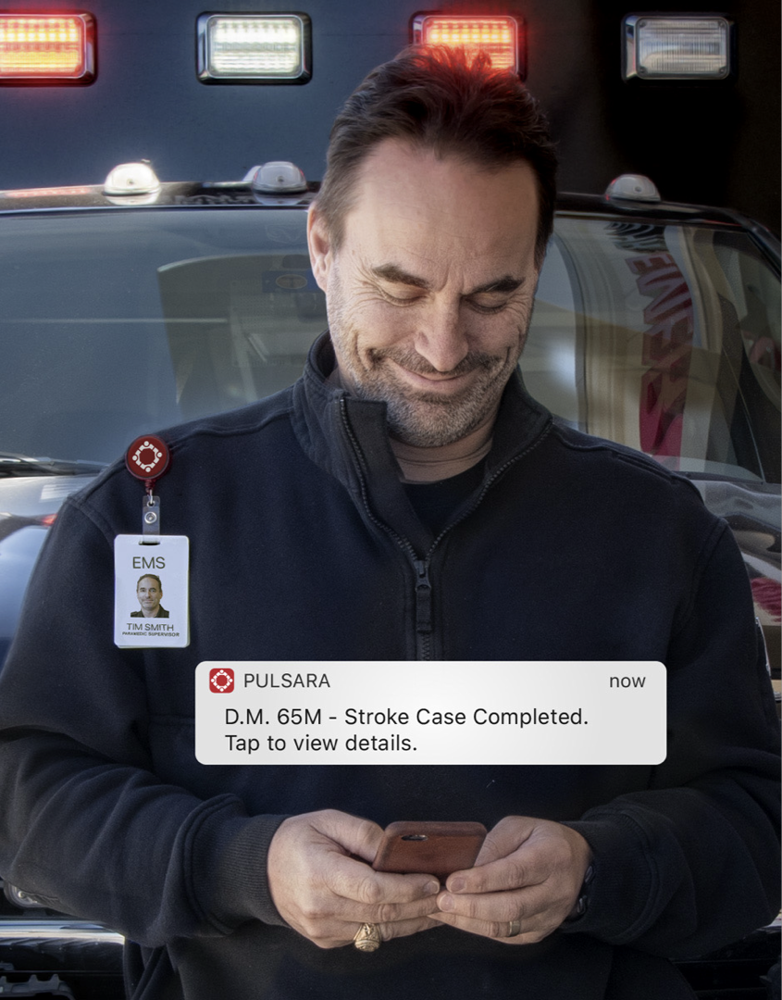 EMS
TIM SMITH
PARAMEDIC SUPERVISOR
PULSARA
now
D.M. 65M - Stroke Case Completed.
Tap to view details.